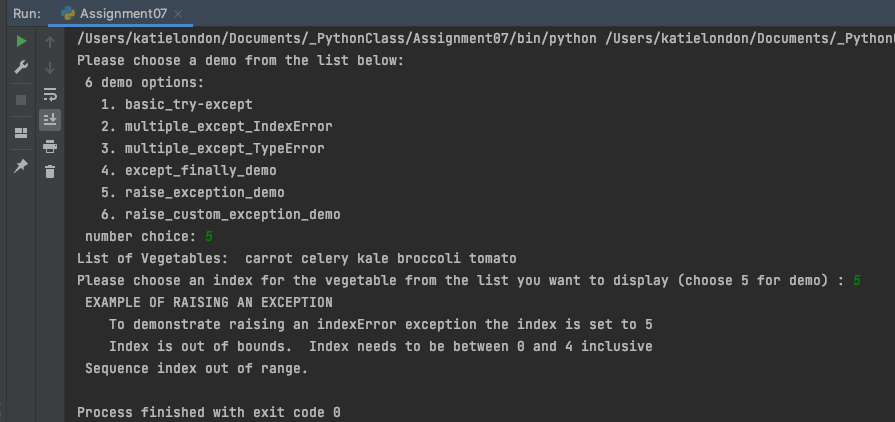 Run: Assignment07 ×
/Users/katielondon/Documents/_PythonClass/Assignment07/bin/python /Users/katielondon/Documents/_Python
Please choose a demo from the list below:
6 demo options:
1. basic_try-except
2. multiple_except_IndexError
3. multiple_except_TypeError
4. except_finally_demo
5. raise_exception_demo
6. raise_custom_exception_demo
number choice: 5
List of Vegetables:  carrot celery kale broccoli tomato
Please choose an index for the vegetable from the list you want to display (choose 5 for demo) : 5
EXAMPLE OF RAISING AN EXCEPTION
To demonstrate raising an indexError exception the index is set to 5
Index is out of bounds.  Index needs to be between 0 and 4 inclusive
Sequence index out of range.
Process finished with exit code 0